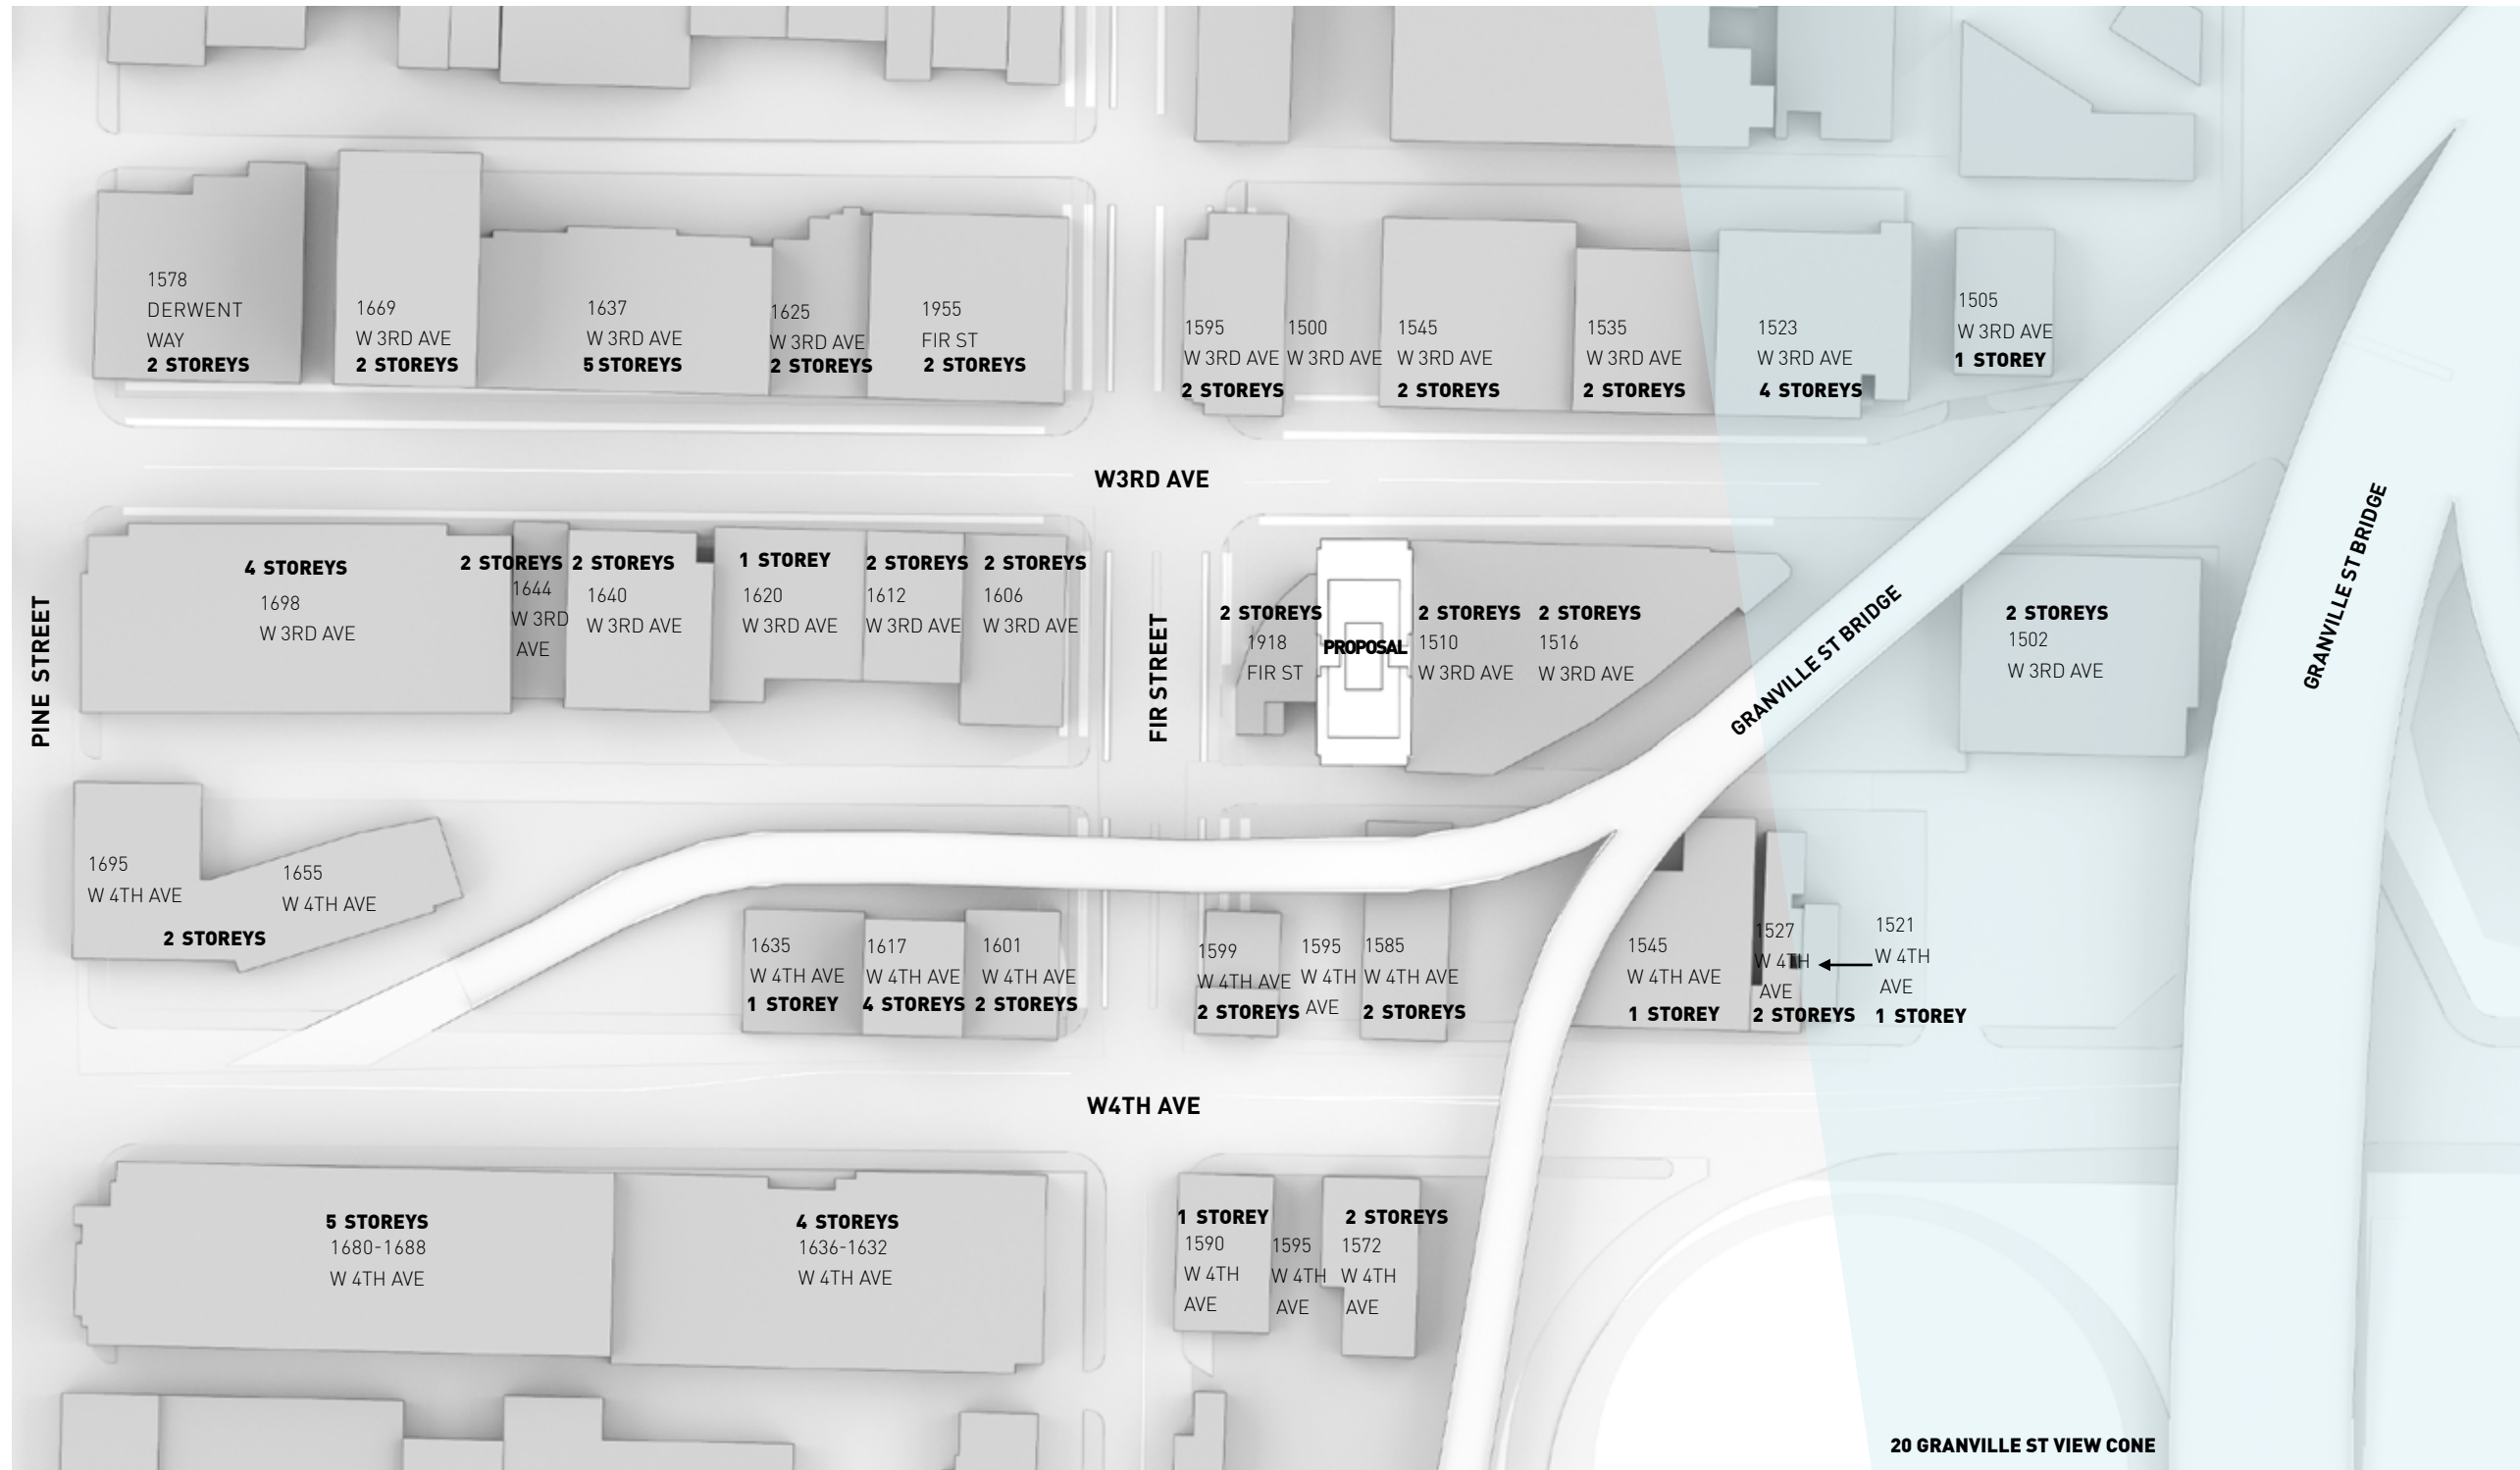 1578
DERWENT
WAY
2 STOREYS
1669
W 3RD AVE
2 STOREYS
1637
W 3RD AVE
5 STOREYS
1625
W 3RD AVE
2 STOREYS
1955
FIR ST
2 STOREYS
1595
W 3RD AVE
2 STOREYS
1500
W 3RD AVE
1545
W 3RD AVE
2 STOREYS
1535
W 3RD AVE
2 STOREYS
1523
W 3RD AVE
4 STOREYS
1505
W 3RD AVE
1 STOREY
W3RD AVE
PINE STREET
4 STOREYS
1698
W 3RD AVE
2 STOREYS
1644
W 3RD
AVE
2 STOREYS
1640
W 3RD AVE
1 STOREY
1620
W 3RD AVE
2 STOREYS
1612
W 3RD AVE
2 STOREYS
1606
W 3RD AVE
FIR STREET
2 STOREYS
1918
FIR ST
PROPOSAL
2 STOREYS
1510
W 3RD AVE
2 STOREYS
1516
W 3RD AVE
GRANVILLE ST BRIDGE
2 STOREYS
1502
W 3RD AVE
GRANVILLE ST BRIDGE
1695
W 4TH AVE
1655
W 4TH AVE
2 STOREYS
1635
W 4TH AVE
1 STOREY
1617
W 4TH AVE
4 STOREYS
1601
W 4TH AVE
2 STOREYS
1599
W 4TH AVE
2 STOREYS
1595
W 4TH
AVE
1585
W 4TH AVE
2 STOREYS
1545
W 4TH AVE
1 STOREY
1527
W 4TH
AVE
2 STOREYS
1521
W 4TH
AVE
1 STOREY
W4TH AVE
5 STOREYS
1680-1688
W 4TH AVE
4 STOREYS
1636-1632
W 4TH AVE
1 STOREY
1590
W 4TH
AVE
1595
W 4TH
AVE
2 STOREYS
1572
W 4TH
AVE
20 GRANVILLE ST VIEW CONE